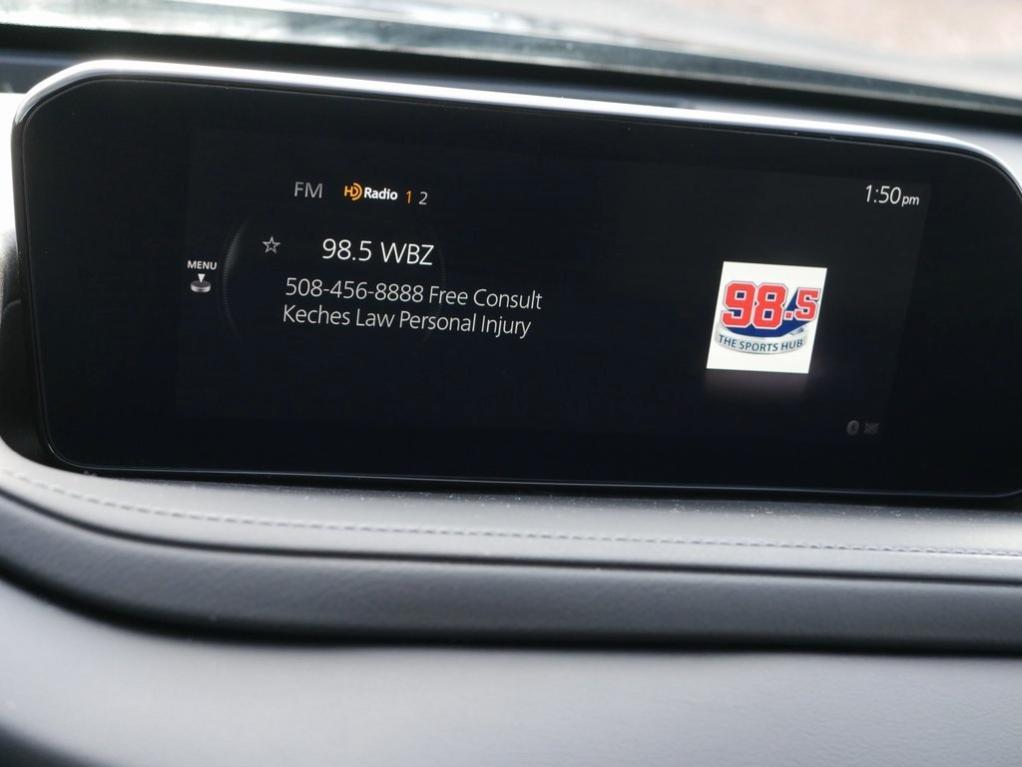 FM HD Radio 1 2
1:50pm
MENU
98.5 WBZ
508-456-8888 Free Consult
Keches Law Personal Injury
98.5
THE SPORTS HUB